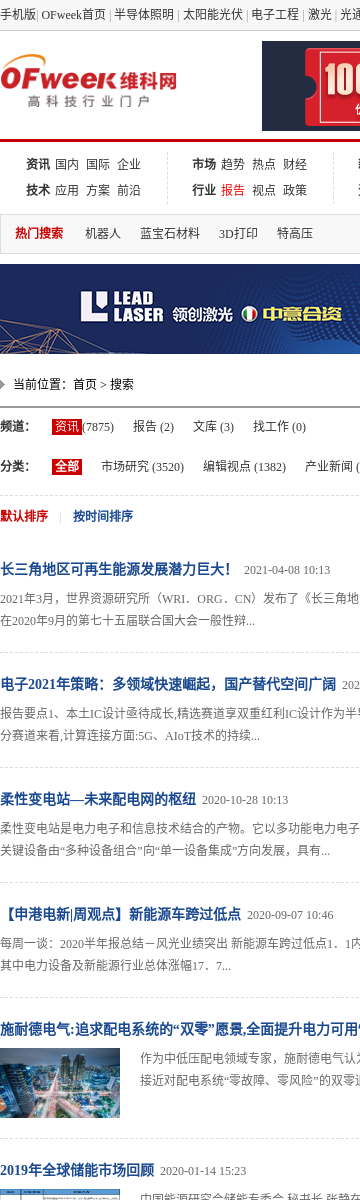 手机版| OFweek首页 | 半导体照明 | 太阳能光伏 | 电子工程 | 激光 | 光通
OFweek 维科网
高科技行业门户
100
资讯 国内 国际 企业 市场 趋势 热点 财经
技术 应用 方案 前沿 行业 报告 视点 政策
热门搜索 机器人 蓝宝石材料 3D打印 特高压
LEAD LASER 领创激光 中意合资
当前位置：首页 > 搜索
频道： 资讯 (7875) 报告 (2) 文库 (3) 找工作 (0)
分类： 全部 市场研究 (3520) 编辑视点 (1382) 产业新闻 (
默认排序 | 按时间排序
长三角地区可再生能源发展潜力巨大！ 2021-04-08 10:13
2021年3月，世界资源研究所（WRI．ORG．CN）发布了《长三角地
在2020年9月的第七十五届联合国大会一般性辩...
电子2021年策略：多领域快速崛起，国产替代空间广阔 202
报告要点1、本土IC设计亟待成长,精选赛道享双重红利IC设计作为半导
分赛道来看,计算连接方面:5G、AIoT技术的持续...
柔性变电站—未来配电网的枢纽 2020-10-28 10:13
柔性变电站是电力电子和信息技术结合的产物。它以多功能电力电子
关键设备由“多种设备组合”向“单一设备集成”方向发展，具有...
【申港电新|周观点】新能源车跨过低点 2020-09-07 10:46
每周一谈：2020半年报总结－风光业绩突出 新能源车跨过低点1．1内
其中电力设备及新能源行业总体涨幅17．7...
施耐德电气:追求配电系统的“双零”愿景,全面提升电力可用
作为中低压配电领域专家，施耐德电气认为
接近对配电系统“零故障、零风险”的双零追
2019年全球储能市场回顾 2020-01-14 15:23
中国能源研究会储能专委会 秘书长 张静在